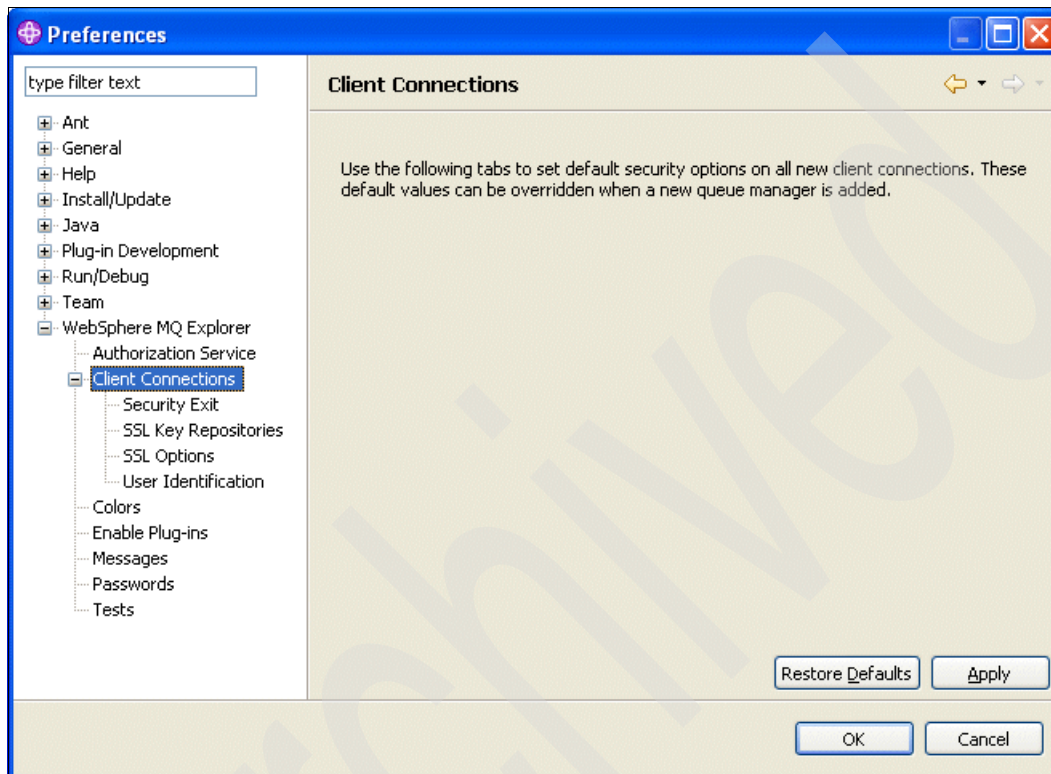 Preferences
type filter text
Client Connections
Ant
General
Help
Install/Update
Java
Plug-in Development
Run/Debug
Team
WebSphere MQ Explorer
Authorization Service
Client Connections
Security Exit
SSL Key Repositories
SSL Options
User Identification
Colors
Enable Plug-ins
Messages
Passwords
Tests
Use the following tabs to set default security options on all new client connections. These
default values can be overridden when a new queue manager is added.
Restore Defaults
Apply
OK
Cancel
Archived